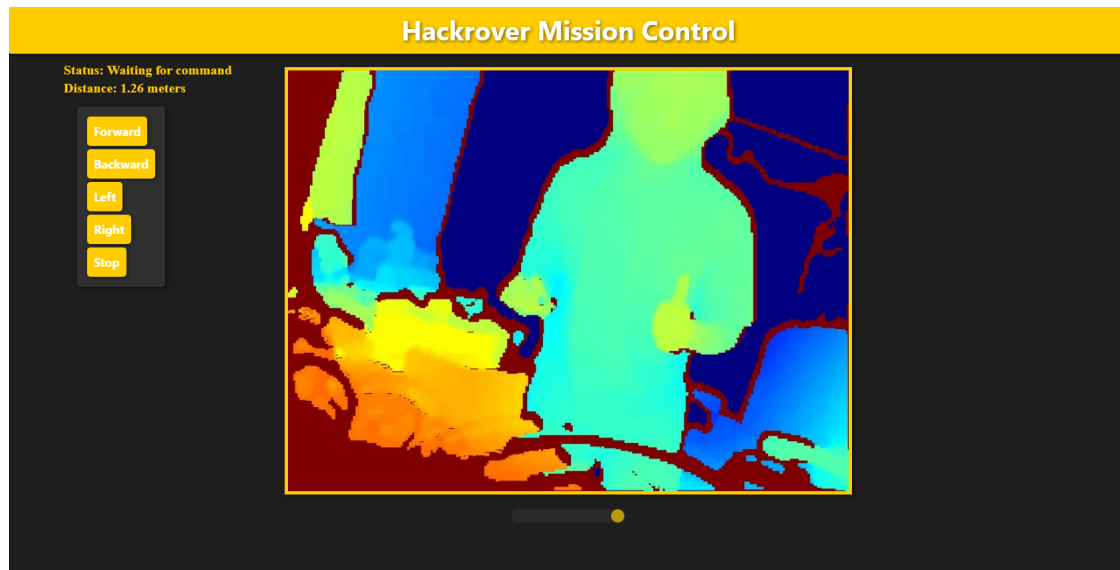 Hackrover Mission Control
Status: Waiting for command
Distance: 1.26 meters
Forward
Backward
Left
Right
Stop